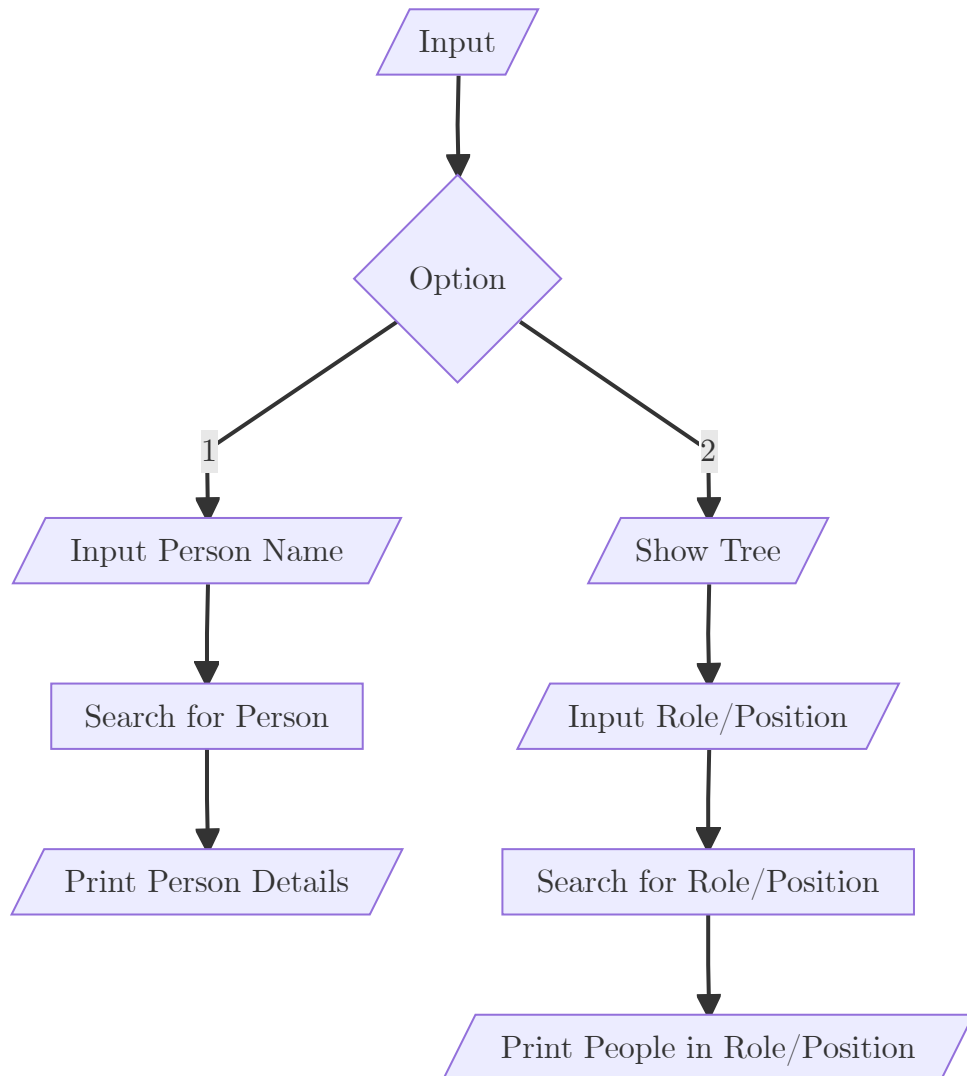 Input
Option
1
2
Input Person Name
Show Tree
Search for Person
Input Role/Position
Print Person Details
Search for Role/Position
Print People in Role/Position